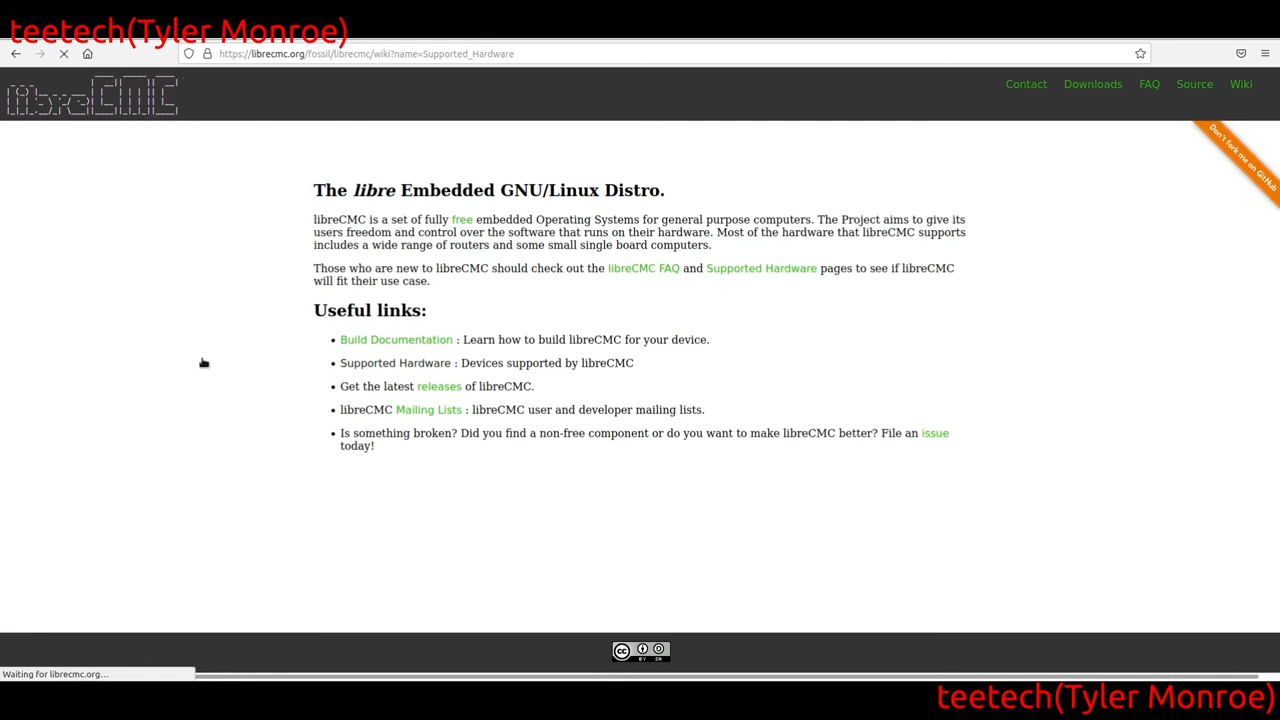 teetech(Tyler Monroe)
https://librecmc.org/fossil/librecmc/wiki?name=Supported_Hardware
libreCMC
Contact Downloads FAQ Source Wiki
Don't fork me on GitHub
The libre Embedded GNU/Linux Distro.
libreCMC is a set of fully free embedded Operating Systems for general purpose computers. The Project aims to give its
users freedom and control over the software that runs on their hardware. Most of the hardware that libreCMC supports
includes a wide range of routers and some small single board computers.
Those who are new to libreCMC should check out the libreCMC FAQ and Supported Hardware pages to see if libreCMC
will fit their use case.
Useful links:
• Build Documentation : Learn how to build libreCMC for your device.
• Supported Hardware : Devices supported by libreCMC
• Get the latest releases of libreCMC.
• libreCMC Mailing Lists : libreCMC user and developer mailing lists.
• Is something broken? Did you find a non-free component or do you want to make libreCMC better? File an issue
today!
cc BY SA
Waiting for librecmc.org...
teetech(Tyler Monroe)